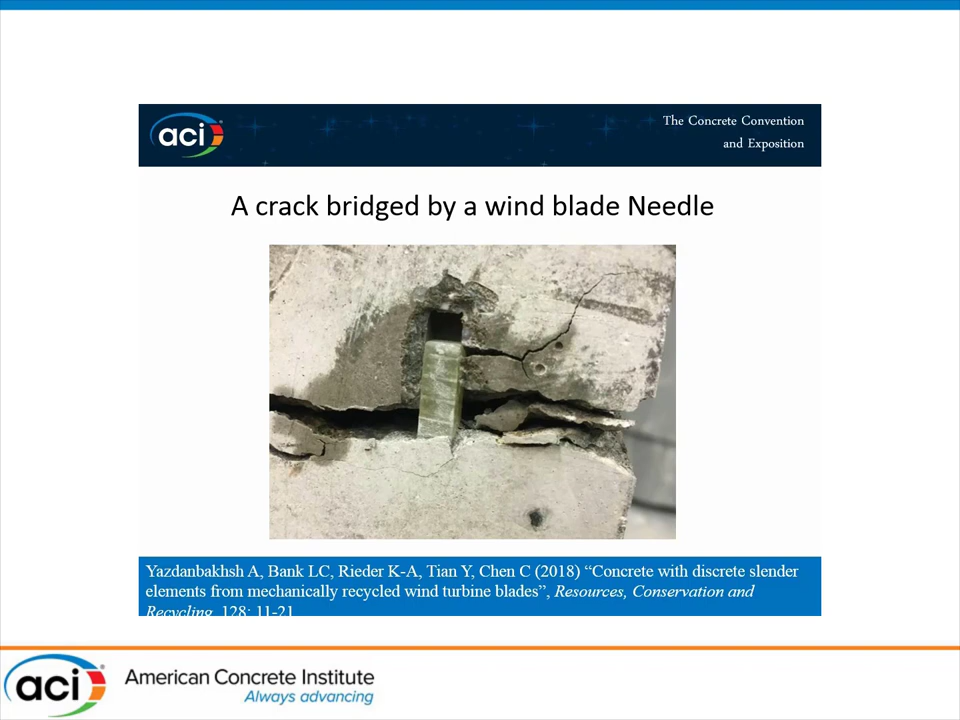 aci
The Concrete Convention
and Exposition
A crack bridged by a wind blade Needle
Yazdanbakhsh A, Bank LC, Rieder K-A, Tian Y, Chen C (2018) “Concrete with discrete slender
elements from mechanically recycled wind turbine blades”, Resources, Conservation and
Recycling, 128: 11-21
aci
American Concrete Institute
Always advancing